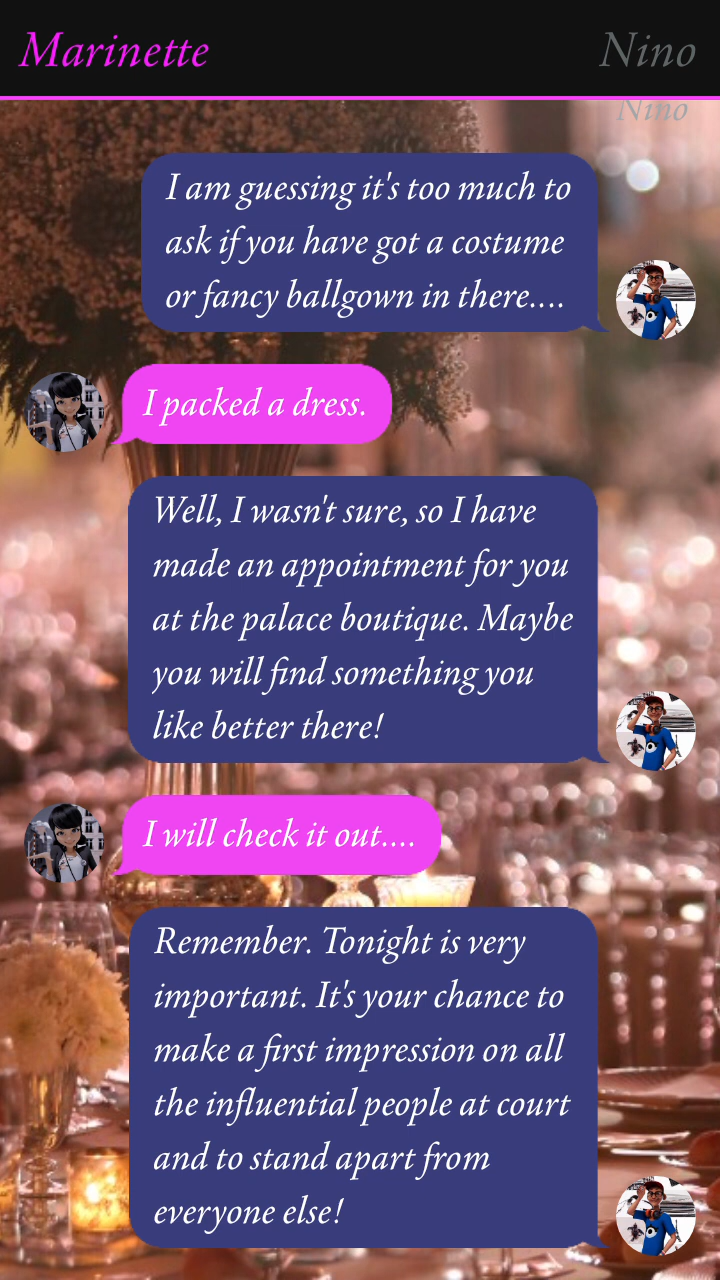 Marinette Nino
Nino
I am guessing it's too much to
ask if you have got a costume
or fancy ballgown in there....
I packed a dress.
Well, I wasn't sure, so I have
made an appointment for you
at the palace boutique. Maybe
you will find something you
like better there!
I will check it out....
Remember. Tonight is very
important. It's your chance to
make a first impression on all
the influential people at court
and to stand apart from
everyone else!